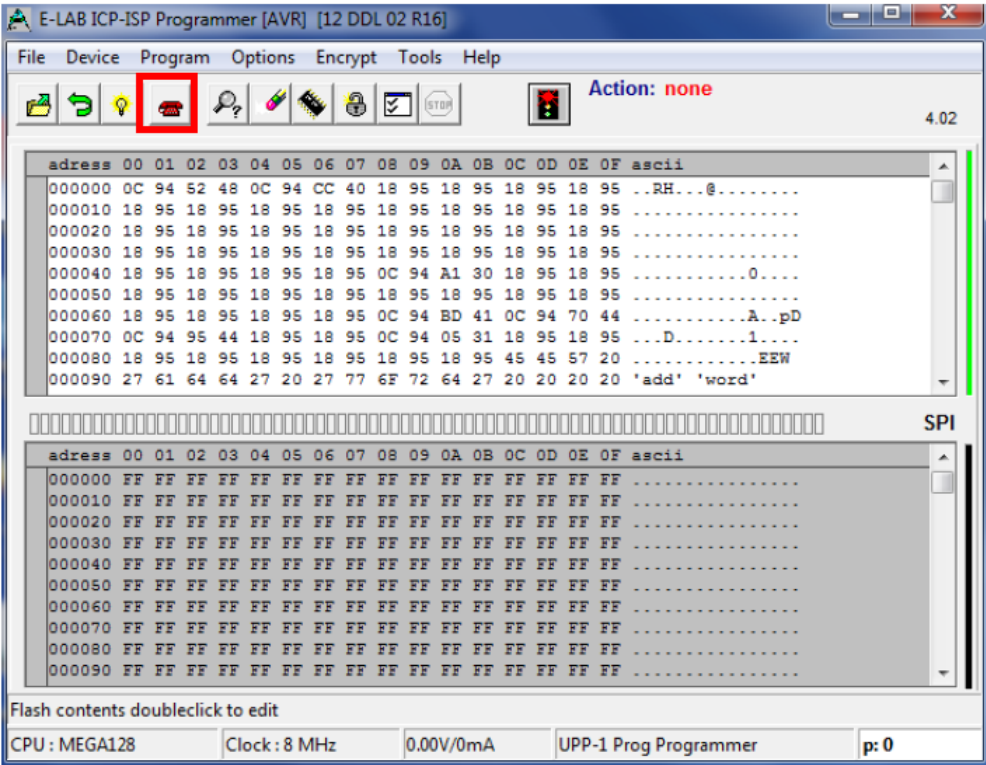 E-LAB ICP-ISP Programmer [AVR] [12 DDL 02 R16]
File Device Program Options Encrypt Tools Help
STOP
Action: none
4.02
adress 00 01 02 03 04 05 06 07 08 09 0A 0B 0C 0D 0E 0F ascii
000000 0C 94 52 48 0C 94 CC 40 18 95 18 95 18 95 18 95 ..RH...@........
000010 18 95 18 95 18 95 18 95 18 95 18 95 18 95 18 95 ................
000020 18 95 18 95 18 95 18 95 18 95 18 95 18 95 18 95 ................
000030 18 95 18 95 18 95 18 95 18 95 18 95 18 95 18 95 ................
000040 18 95 18 95 18 95 18 95 0C 94 A1 30 18 95 18 95 ...........0....
000050 18 95 18 95 18 95 18 95 18 95 18 95 18 95 18 95 ................
000060 18 95 18 95 18 95 18 95 0C 94 BD 41 0C 94 70 44 ...........A..pD
000070 0C 94 95 44 18 95 18 95 0C 94 05 31 18 95 18 95 ...D.......1....
000080 18 95 18 95 18 95 18 95 18 95 18 95 45 45 57 20 ............EEW
000090 27 61 64 64 27 20 27 77 6F 72 64 27 20 20 20 20 'add' 'word'
SPI
adress 00 01 02 03 04 05 06 07 08 09 0A 0B 0C 0D 0E 0F ascii
000000 FF FF FF FF FF FF FF FF FF FF FF FF FF FF FF FF ................
000010 FF FF FF FF FF FF FF FF FF FF FF FF FF FF FF FF ................
000020 FF FF FF FF FF FF FF FF FF FF FF FF FF FF FF FF ................
000030 FF FF FF FF FF FF FF FF FF FF FF FF FF FF FF FF ................
000040 FF FF FF FF FF FF FF FF FF FF FF FF FF FF FF FF ................
000050 FF FF FF FF FF FF FF FF FF FF FF FF FF FF FF FF ................
000060 FF FF FF FF FF FF FF FF FF FF FF FF FF FF FF FF ................
000070 FF FF FF FF FF FF FF FF FF FF FF FF FF FF FF FF ................
000080 FF FF FF FF FF FF FF FF FF FF FF FF FF FF FF FF ................
000090 FF FF FF FF FF FF FF FF FF FF FF FF FF FF FF FF ................
Flash contents doubleclick to edit
CPU : MEGA128 Clock : 8 MHz 0.00V/0mA UPP-1 Prog Programmer p: 0